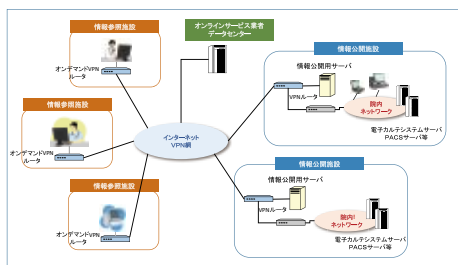 オンラインサービス業者
データセンター
情報参照施設
オンデマンドVPN
ルータ
情報参照施設
オンデマンドVPN
ルータ
情報参照施設
オンデマンドVPN
ルータ
インターネット
VPN網
情報公開施設
情報公開用サーバ
VPNルータ
院内
ネットワーク
電子カルテシステムサーバ
PACSサーバ等
情報公開施設
情報公開用サーバ
VPNルータ
院内!
ネットワーク
電子カルテシステムサーバ
PACSサーバ等